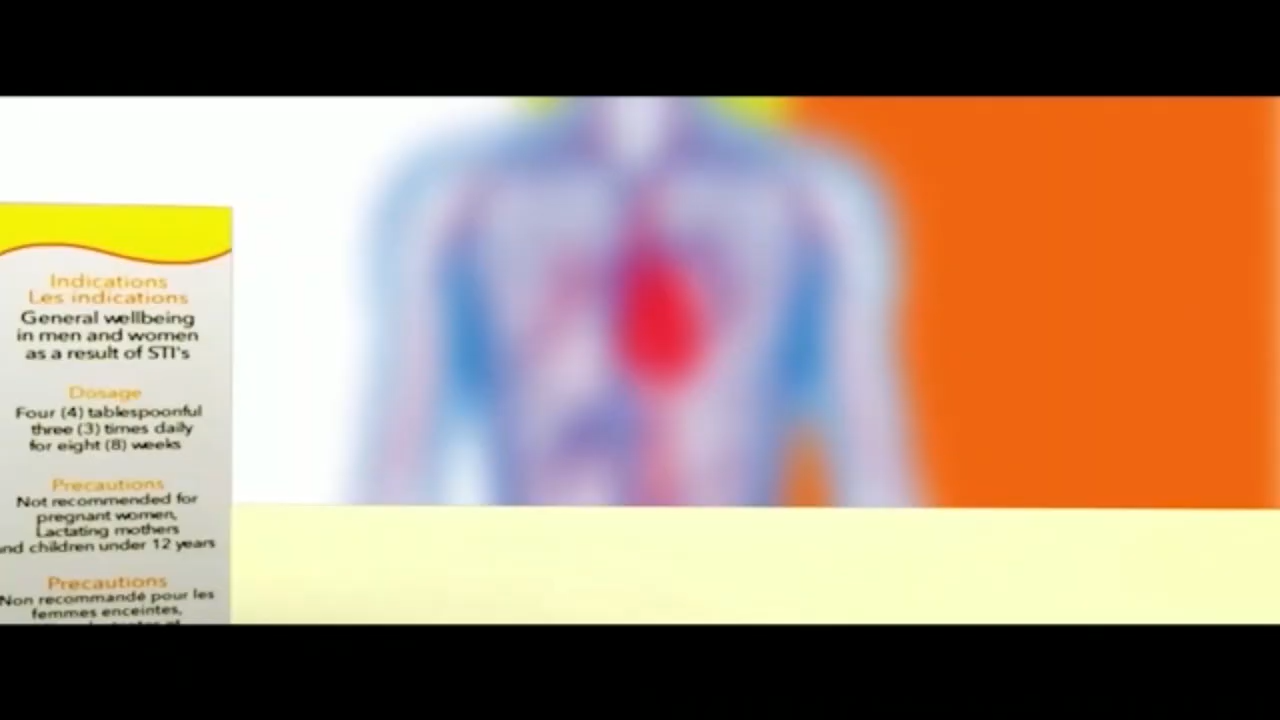 Indications
Les indications
General wellbeing
in men and women
as a result of STI's
Dosage
Four (4) tablespoonful
three (3) times daily
for eight (8) weeks
Precautions
Not recommended for
pregnant women,
Lactating mothers
children under 12 years
Precautions
Non recommandé pour les
femmes enceintes,